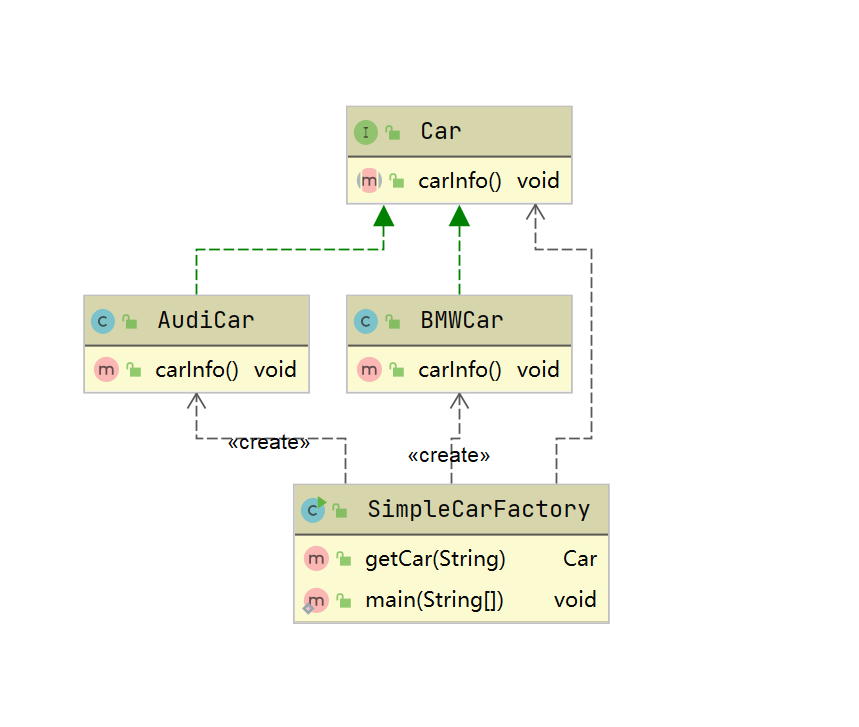 I Car
m carInfo() void
C AudiCar
m carInfo() void
C BMWCar
m carInfo() void
«create»
«create»
C SimpleCarFactory
m getCar(String) Car
m main(String[]) void